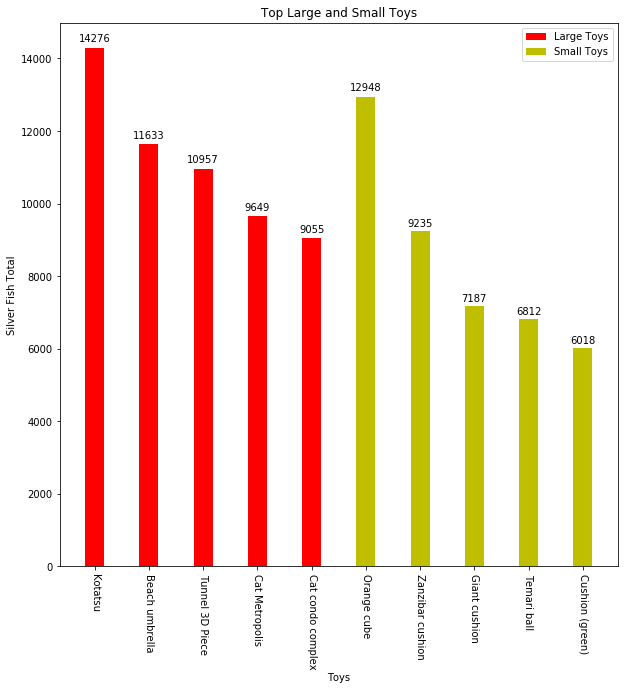 Top Large and Small Toys
Large Toys
Small Toys
Silver Fish Total
14000
12000
10000
8000
6000
4000
2000
0
14276
11633
10957
9649
9055
12948
9235
7187
6812
6018
Kotatsu
Beach umbrella
Tunnel 3D Piece
Cat Metropolis
Cat condo complex
Orange cube
Zanzibar cushion
Giant cushion
Temari ball
Cushion (green)
Toys